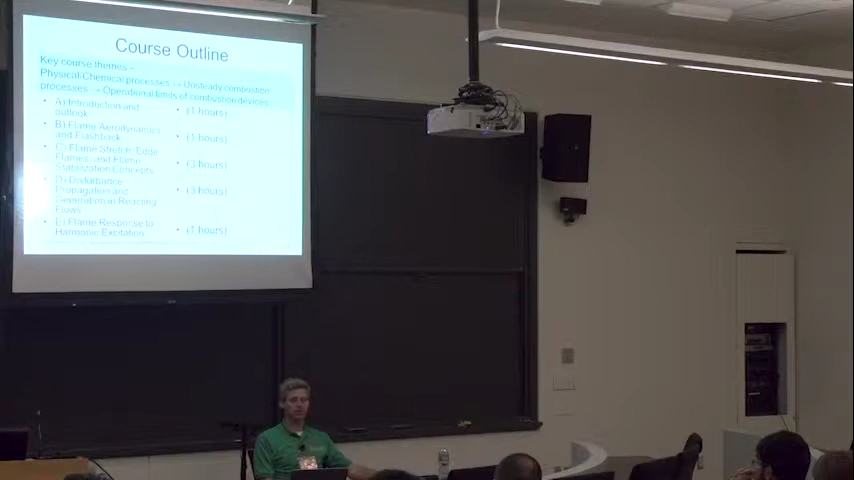 Course Outline
Key course themes –
Physical/Chemical processes → Unsteady combustion
processes → Operational limits of combustion devices
• A) Introduction and
outlook
• (1 hours)
• B) Flame Aerodynamics
and Flashback
• (1 hours)
• C) Flame Stretch, Edge
Flames, and Flame
Stabilization Concepts
• (3 hours)
• D) Disturbance
Propagation and
Generation in Reacting
Flows
• (3 hours)
• E) Flame Response to
Harmonic Excitation
• (1 hours)